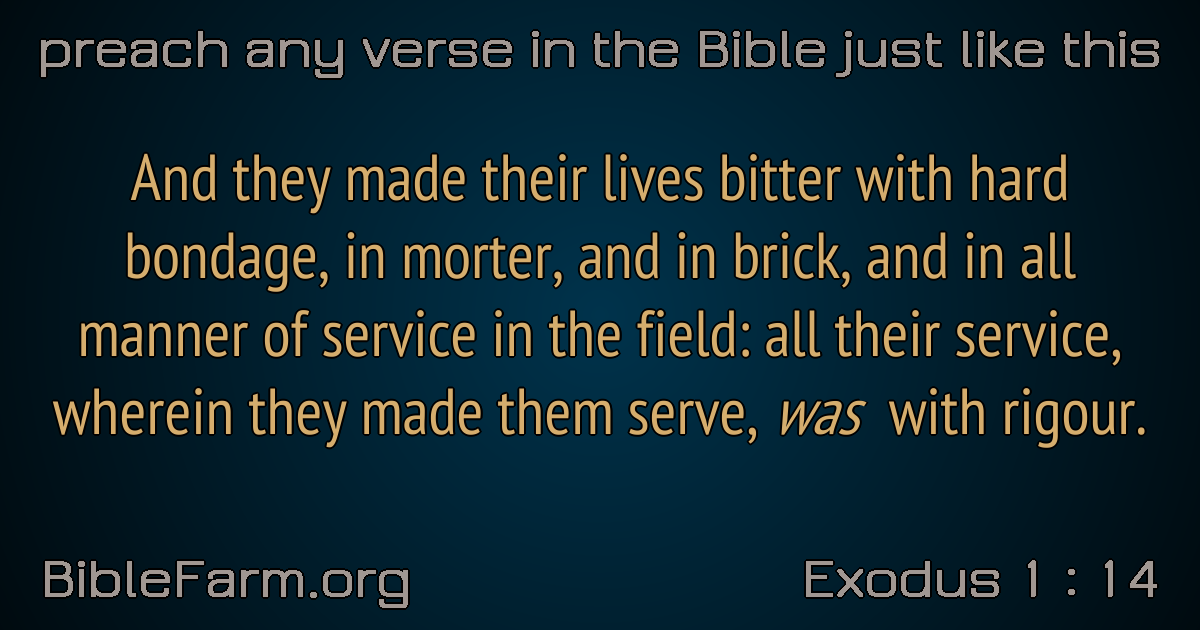 preach any verse in the Bible just like this
And they made their lives bitter with hard
bondage, in morter, and in brick, and in all
manner of service in the field: all their service,
wherein they made them serve, was with rigour.
BibleFarm.org
Exodus 1 : 14